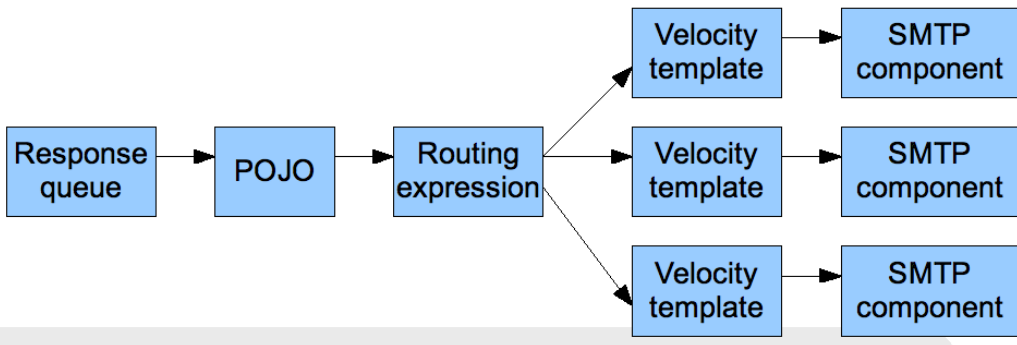 Response
queue
POJO
Routing
expression
Velocity
template
SMTP
component
Velocity
template
SMTP
component
Velocity
template
SMTP
component